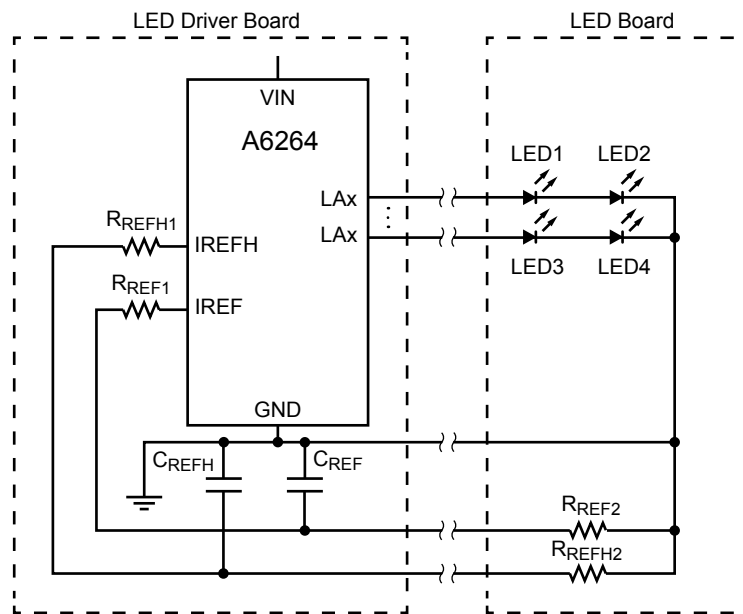 LED Driver Board
LED Board
VIN
A6264
LED1
LED2
LAx
RREFH1
IREFH
LAx
LED3
LED4
RREF1
IREF
GND
CREFH
CREF
RREF2
RREFH2